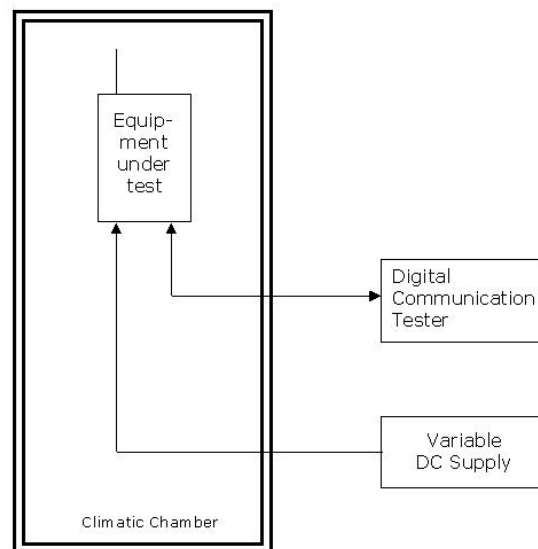 Equip-
ment
under
test
Digital
Communication
Tester
Variable
DC Supply
Climatic Chamber